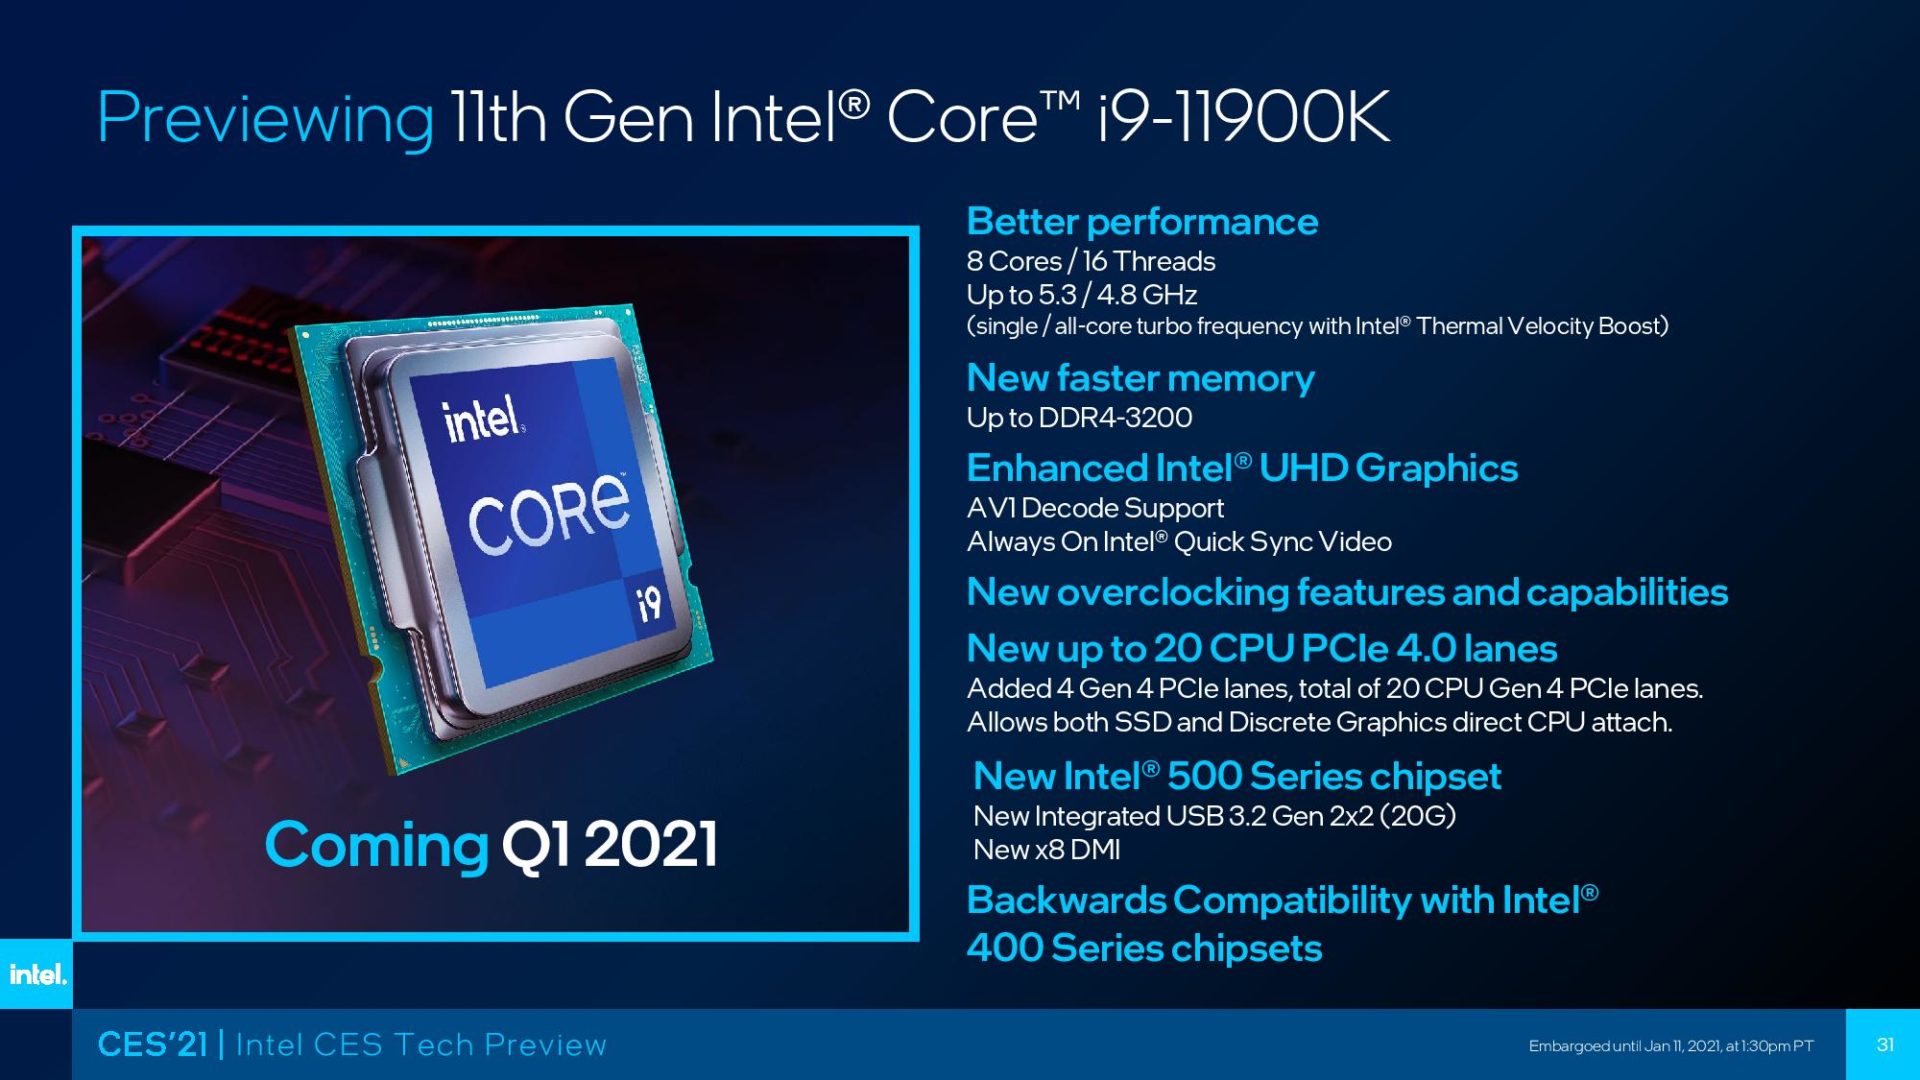 Previewing 11th Gen Intel® Core™ i9-11900K
intel.
CORE™
i9
Coming Q1 2021
Better performance
8 Cores / 16 Threads
Up to 5.3 / 4.8 GHz
(single / all-core turbo frequency with Intel® Thermal Velocity Boost)
New faster memory
Up to DDR4-3200
Enhanced Intel® UHD Graphics
AV1 Decode Support
Always On Intel® Quick Sync Video
New overclocking features and capabilities
New up to 20 CPU PCIe 4.0 lanes
Added 4 Gen 4 PCIe lanes, total of 20 CPU Gen 4 PCIe lanes.
Allows both SSD and Discrete Graphics direct CPU attach.
New Intel® 500 Series chipset
New Integrated USB 3.2 Gen 2x2 (20G)
New x8 DMI
Backwards Compatibility with Intel®
400 Series chipsets
intel.
CES'21 | Intel CES Tech Preview
Embargoed until Jan 11, 2021, at 1:30pm PT
31